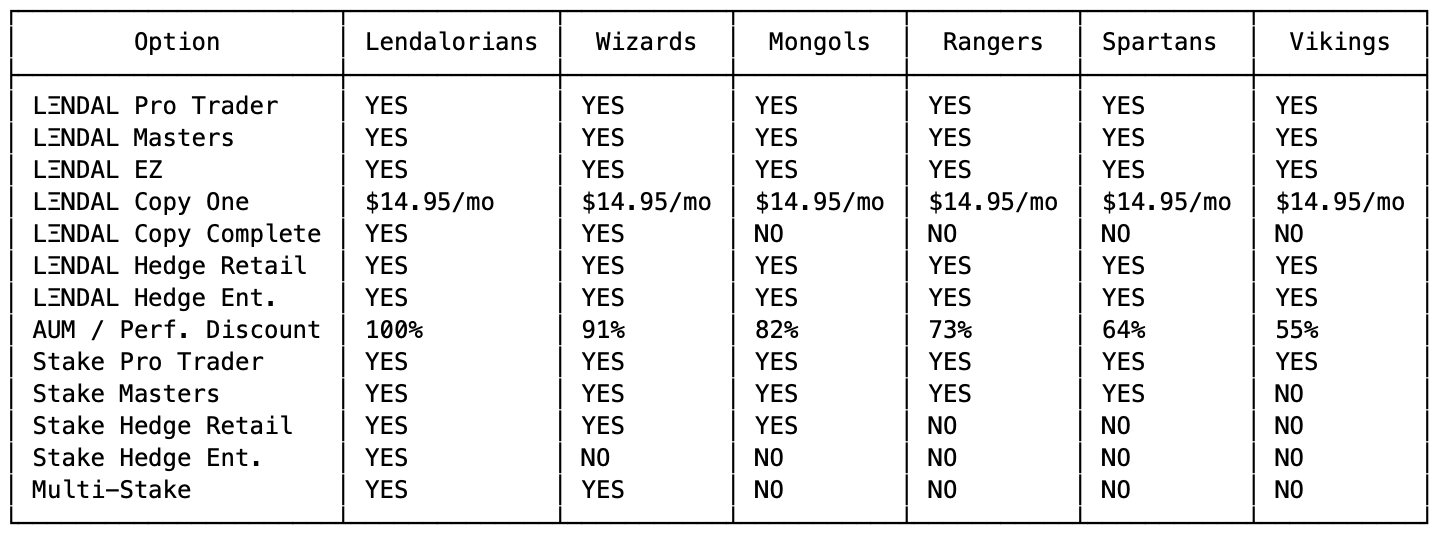 Option Lendalorians Wizards Mongols Rangers Spartans Vikings
LΞNDAL Pro Trader YES YES YES YES YES YES
LΞNDAL Masters YES YES YES YES YES YES
LΞNDAL EZ YES YES YES YES YES YES
LΞNDAL Copy One $14.95/mo $14.95/mo $14.95/mo $14.95/mo $14.95/mo $14.95/mo
LΞNDAL Copy Complete YES YES NO NO NO NO
LΞNDAL Hedge Retail YES YES YES YES YES YES
LΞNDAL Hedge Ent. YES YES YES YES YES YES
AUM / Perf. Discount 100% 91% 82% 73% 64% 55%
Stake Pro Trader YES YES YES YES YES YES
Stake Masters YES YES YES YES YES NO
Stake Hedge Retail YES YES YES NO NO NO
Stake Hedge Ent. YES NO NO NO NO NO
Multi-Stake YES YES NO NO NO NO